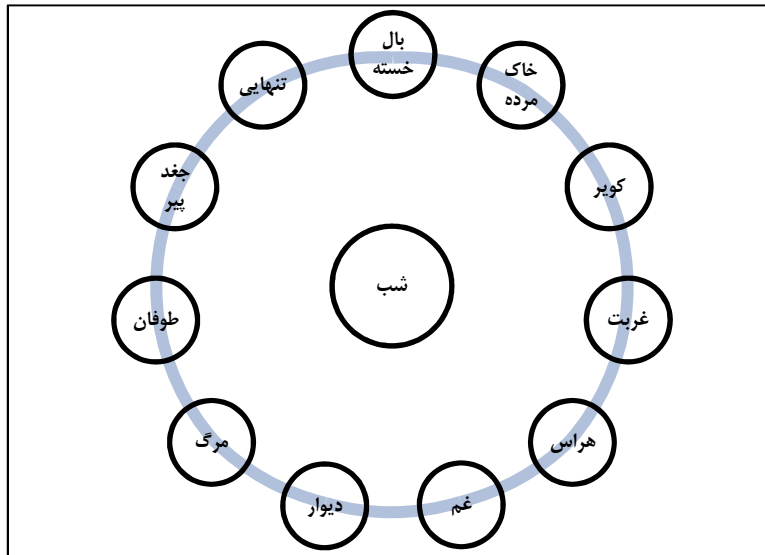 بال
خسته
خاک
مرده
کویر
غربت
هراس
غم
دیوار
مرگ
طوفان
جغد
پیر
تنهایی
شب